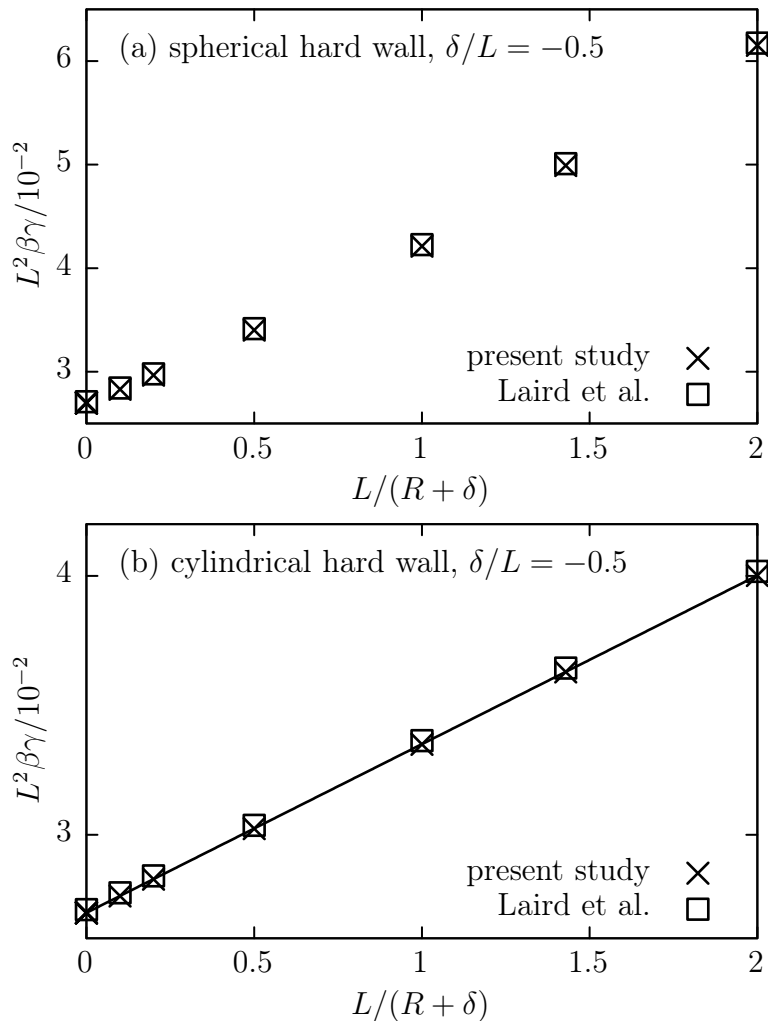 (a) spherical hard wall, δ/L = −0.5
6
5
4
3
L²βγ/10⁻²
present study
Laird et al.
0 0.5 1 1.5 2
L/(R + δ)
(b) cylindrical hard wall, δ/L = −0.5
4
3
L²βγ/10⁻²
present study
Laird et al.
0 0.5 1 1.5 2
L/(R + δ)